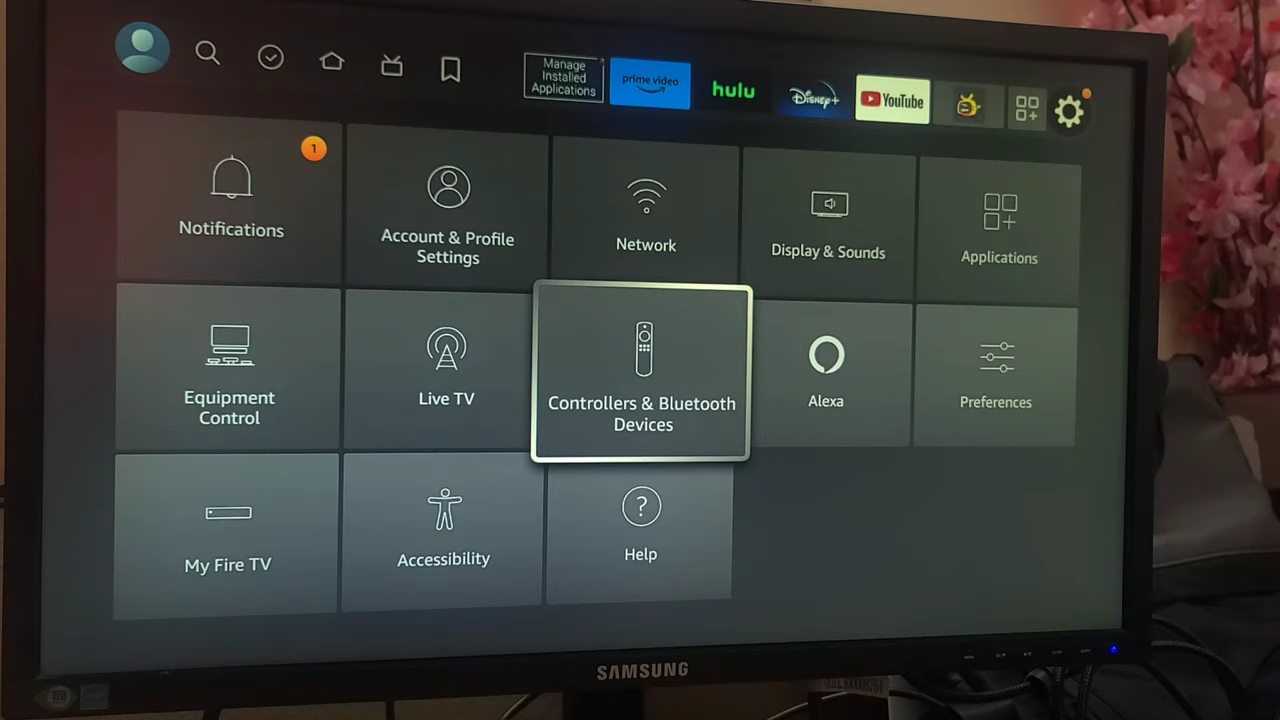 Manage
Installed
Applications
prime video
hulu
Disney+
YouTube
1
Notifications
Account & Profile
Settings
Network
Display & Sounds
Applications
Equipment
Control
Live TV
Controllers & Bluetooth
Devices
Alexa
Preferences
My Fire TV
Accessibility
?
Help
SAMSUNG